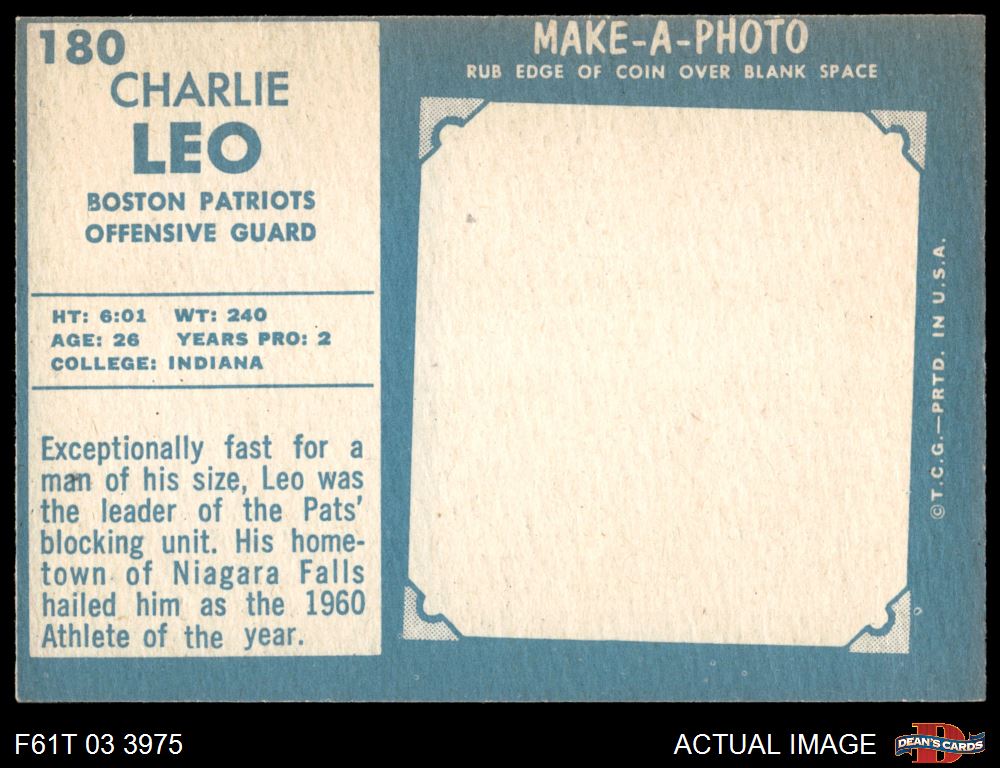 180
CHARLIE
LEO
BOSTON PATRIOTS
OFFENSIVE GUARD
HT: 6:01 WT: 240
AGE: 26 YEARS PRO: 2
COLLEGE: INDIANA
Exceptionally fast for a
man of his size, Leo was
the leader of the Pats'
blocking unit. His home-
town of Niagara Falls
hailed him as the 1960
Athlete of the year.
MAKE-A-PHOTO
RUB EDGE OF COIN OVER BLANK SPACE
©T.C.G.—PRTD. IN U.S.A.
F61T 03 3975
ACTUAL IMAGE
D
DEAN'S CARDS